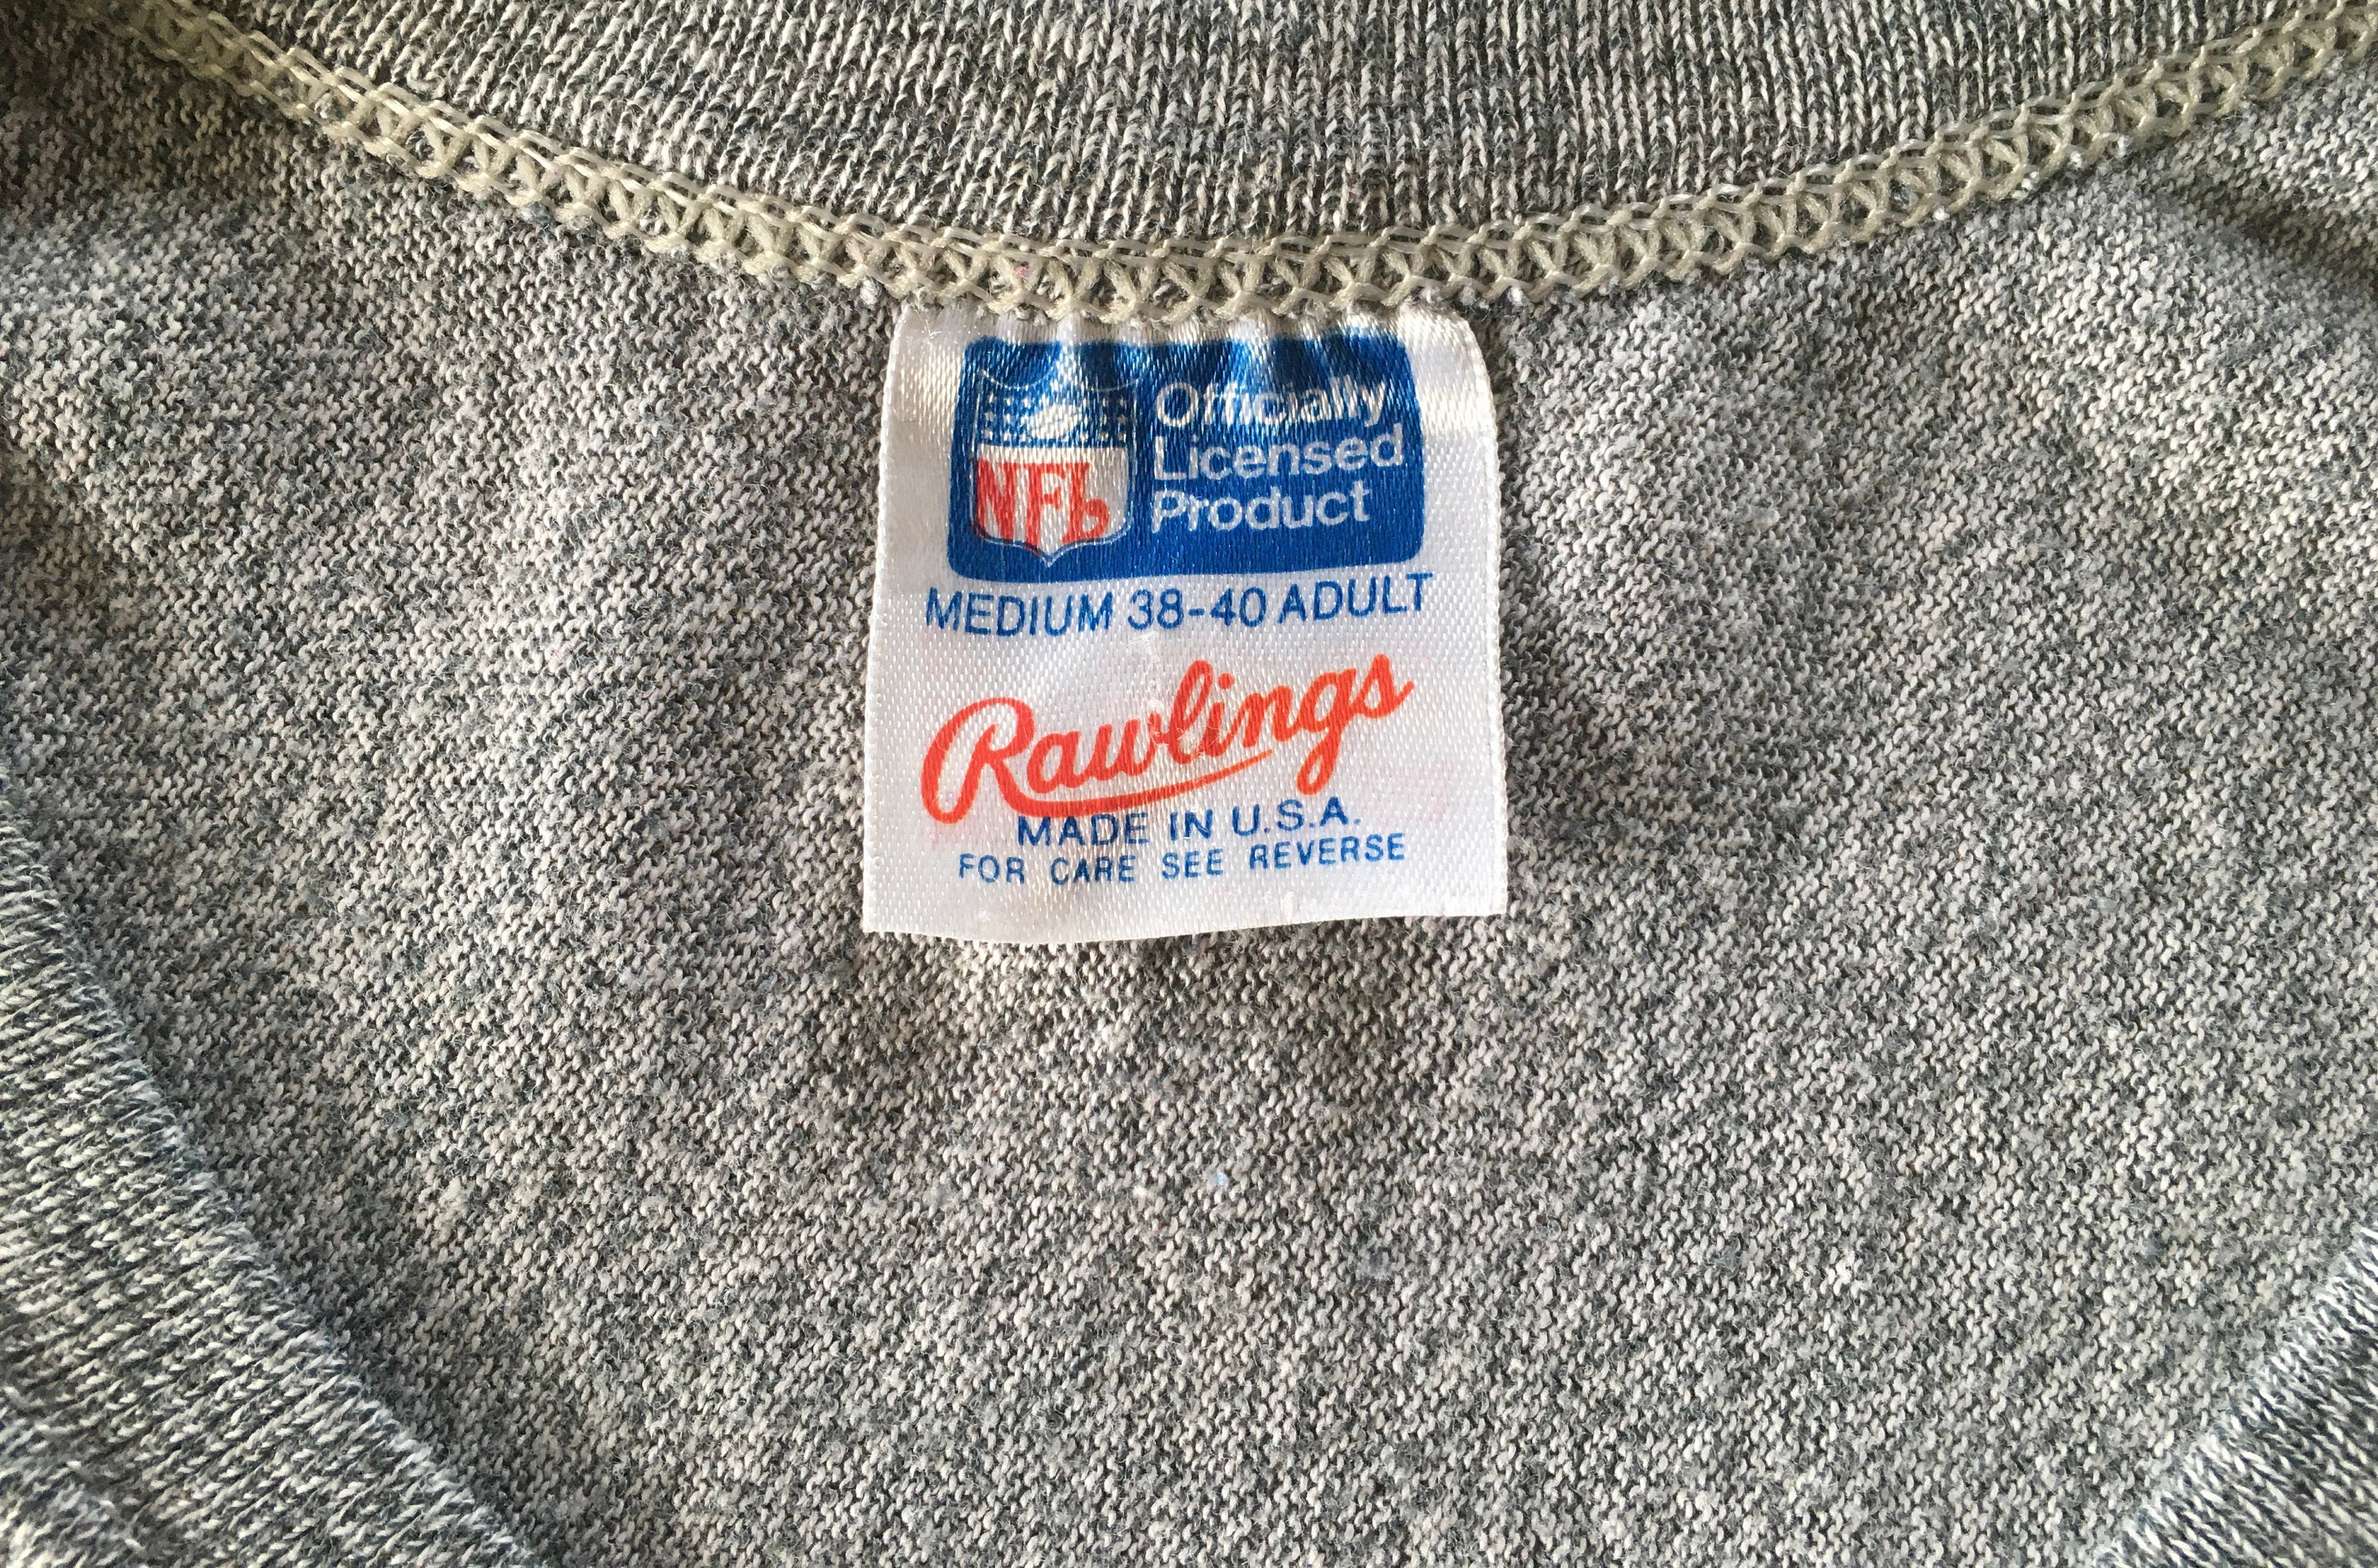 Officially
Licensed
Product
NFL
MEDIUM 38-40 ADULT
Rawlings
MADE IN U.S.A.
FOR CARE SEE REVERSE